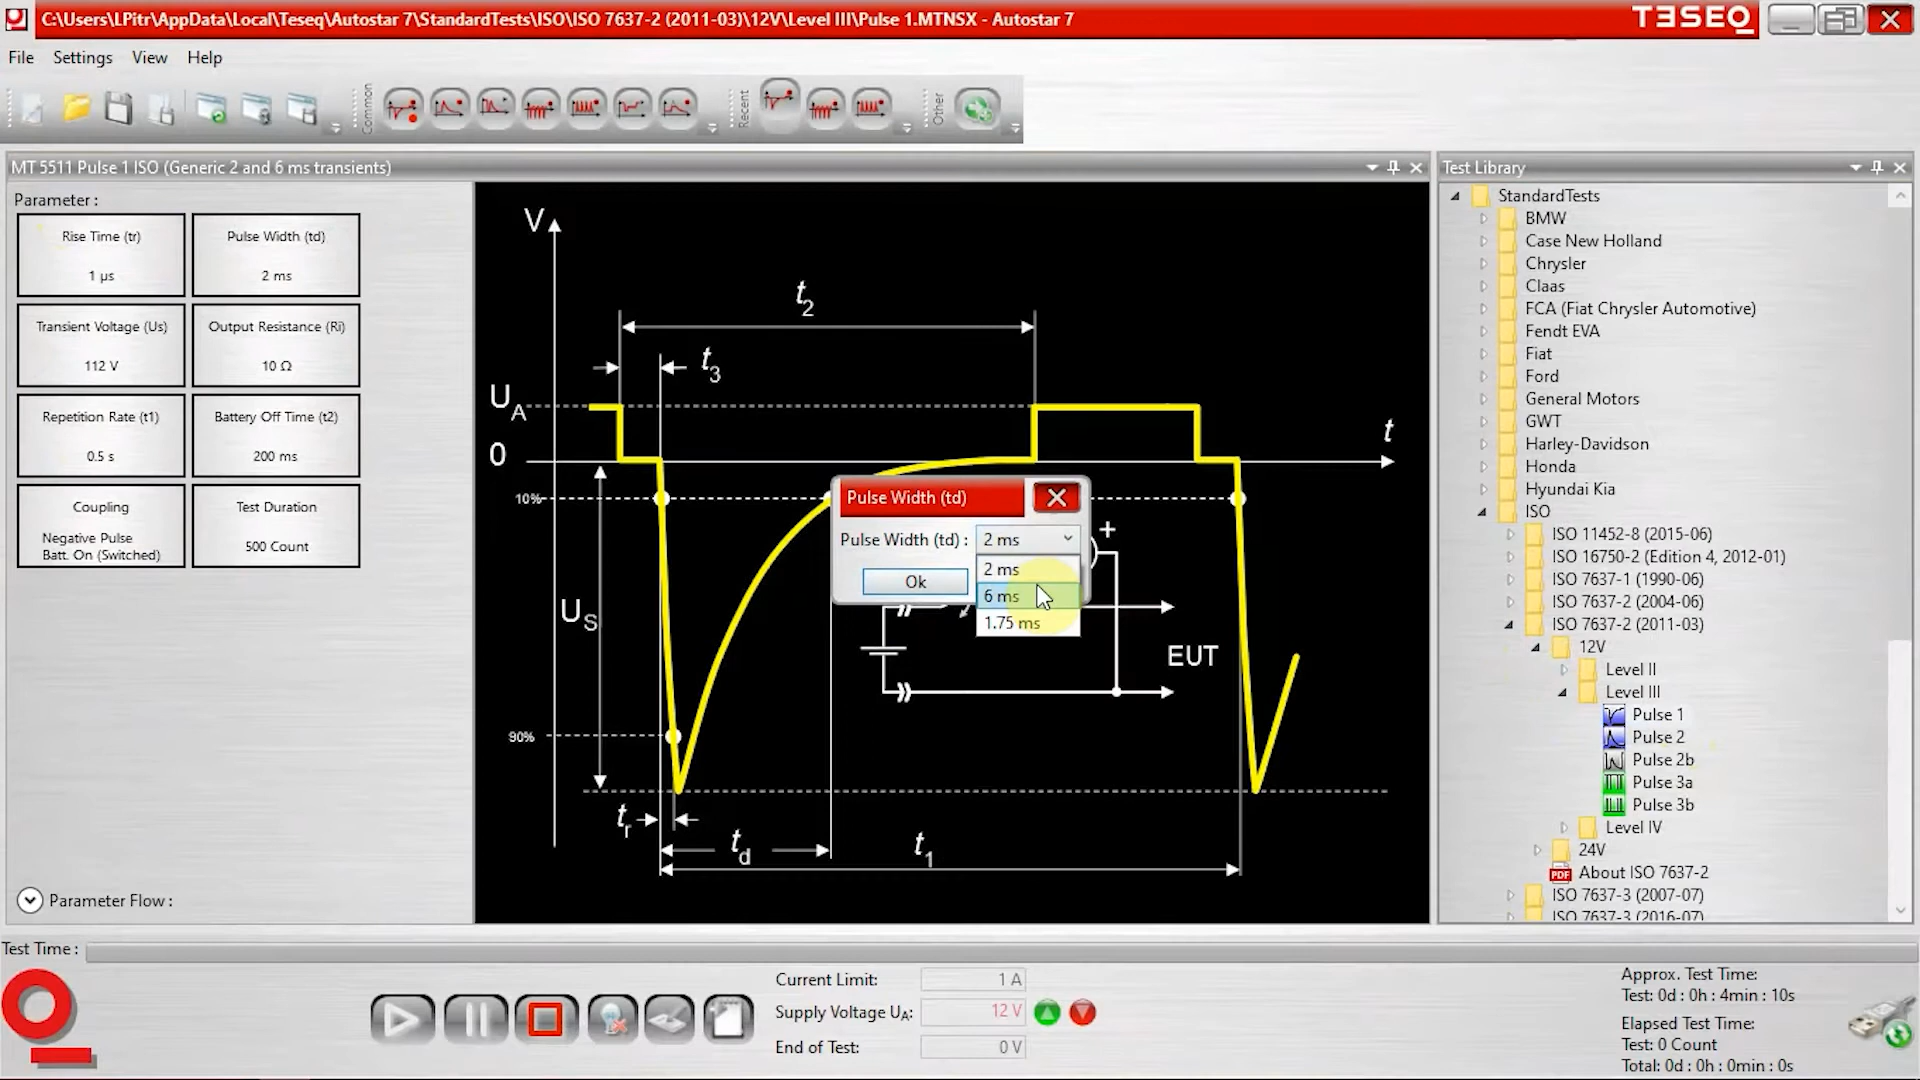 C:\Users\LPitr\AppData\Local\Teseq\Autostar 7\StandardTests\ISO\ISO 7637-2 (2011-03)\12V\Level III\Pulse 1.MTNSX - Autostar 7
TESEQ
File Settings View Help
Common
Recent
Other
MT 5511 Pulse 1 ISO (Generic 2 and 6 ms transients)
Parameter :
Rise Time (tr)
1 µs
Pulse Width (td)
2 ms
Transient Voltage (Us)
112 V
Output Resistance (Ri)
10 Ω
Repetition Rate (t1)
0.5 s
Battery Off Time (t2)
200 ms
Coupling
Negative Pulse
Batt. On (Switched)
Test Duration
500 Count
Parameter Flow :
V
t2
t3
UA
0
t
10%
US
90%
tr
td
t1
+
EUT
Pulse Width (td)
Pulse Width (td) : 2 ms
Ok
2 ms
6 ms
1.75 ms
Test Library
StandardTests
BMW
Case New Holland
Chrysler
Claas
FCA (Fiat Chrysler Automotive)
Fendt EVA
Fiat
Ford
General Motors
GWT
Harley-Davidson
Honda
Hyundai Kia
ISO
ISO 11452-8 (2015-06)
ISO 16750-2 (Edition 4, 2012-01)
ISO 7637-1 (1990-06)
ISO 7637-2 (2004-06)
ISO 7637-2 (2011-03)
12V
Level II
Level III
Pulse 1
Pulse 2
Pulse 2b
Pulse 3a
Pulse 3b
Level IV
24V
PDF About ISO 7637-2
ISO 7637-3 (2007-07)
ISO 7637-3 (2016-07)
Test Time :
Current Limit: 1 A
Supply Voltage UA: 12 V
End of Test: 0 V
Approx. Test Time:
Test: 0d : 0h : 4min : 10s
Elapsed Test Time:
Test: 0 Count
Total: 0d : 0h : 0min : 0s